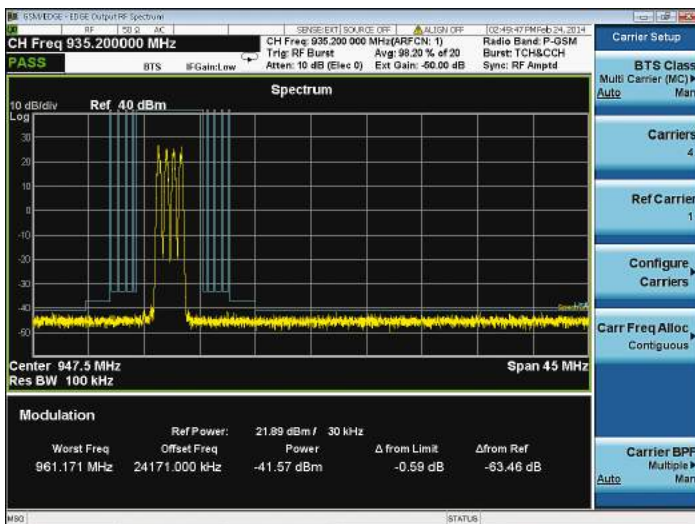 GSM/EDGE - EDGE Output RF Spectrum
RF 50 Ω AC SENSE:EXT SOURCE OFF ALIGN OFF 02:49:47 PM Feb 24, 2014
CH Freq 935.200000 MHz
PASS
BTS IFGain:Low
CH Freq: 935.200 000 MHz(ARFCN: 1)
Trig: RF Burst Avg: 98.20 % of 20
Atten: 10 dB (Elec 0) Ext Gain: -50.00 dB
Radio Band: P-GSM
Burst: TCH&CCH
Sync: RF Amptd
Spectrum
10 dB/div Ref 40 dBm
Log
30
20
10
0
-10
-20
-30
-40
-50
Center 947.5 MHz Span 45 MHz
Res BW 100 kHz
Modulation
Ref Power: 21.89 dBm / 30 kHz
Worst Freq Offset Freq Power Δ from Limit Δfrom Ref
961.171 MHz 24171.000 kHz -41.57 dBm -0.59 dB -63.46 dB
Carrier Setup
BTS Class
Multi Carrier (MC)
Auto Man
Carriers
4
Ref Carrier
1
Configure
Carriers
Carr Freq Alloc
Contiguous
Carrier BPF
Multiple
Auto Man
MSG STATUS